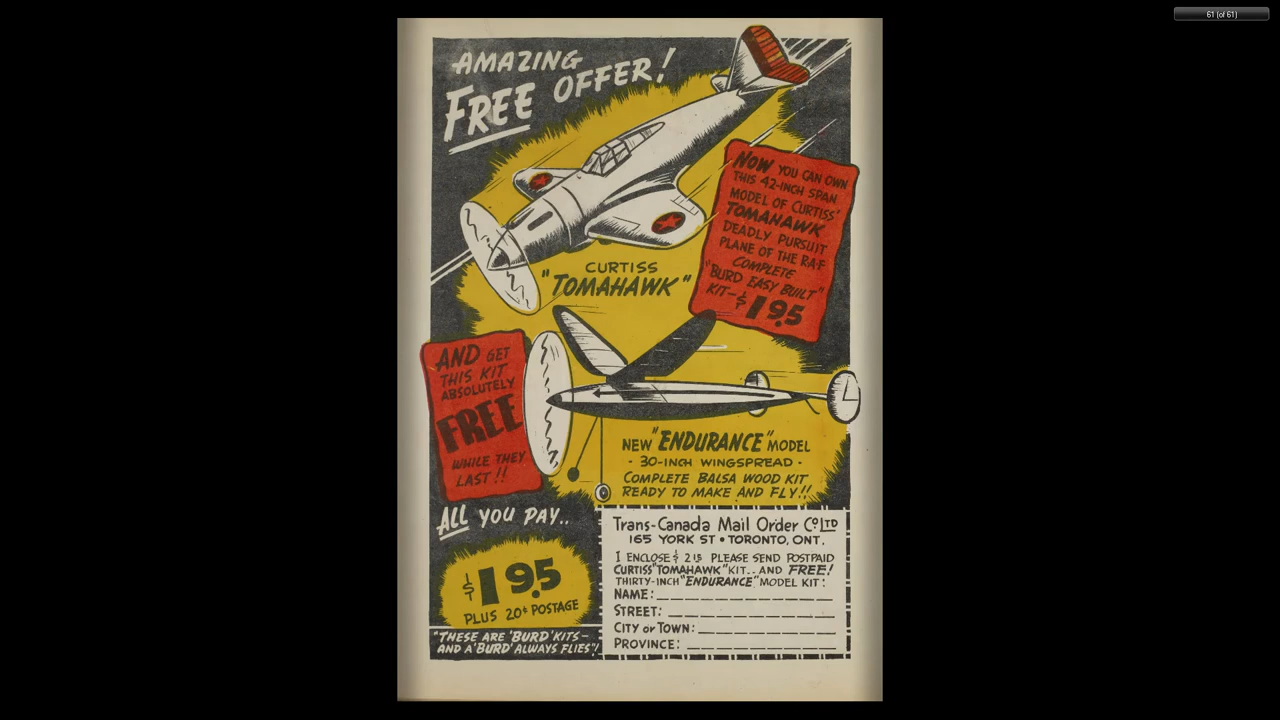 61 (of 61)
AMAZING
FREE OFFER!
NOW YOU CAN OWN
THIS 42-INCH SPAN
MODEL OF CURTISS'
TOMAHAWK
DEADLY PURSUIT
PLANE OF THE R.A.F
COMPLETE
"BURD EASY BUILT"
KIT-$1.95
CURTISS
"TOMAHAWK"
AND GET
THIS KIT
ABSOLUTELY
FREE
WHILE THEY
LAST!!
NEW "ENDURANCE" MODEL
- 30-INCH WINGSPREAD -
COMPLETE BALSA WOOD KIT
READY TO MAKE AND FLY!!
ALL YOU PAY..
$1.95
PLUS 20¢ POSTAGE
"THESE ARE 'BURD' KITS-
AND A 'BURD' ALWAYS FLIES"!
Trans-Canada Mail Order Co. LTD
165 YORK ST • TORONTO, ONT.
I ENCLOSE $2.15 PLEASE SEND POSTPAID
CURTISS "TOMAHAWK" KIT.. AND FREE!
THIRTY-INCH "ENDURANCE" MODEL KIT:
NAME:
STREET:
CITY or TOWN:
PROVINCE: